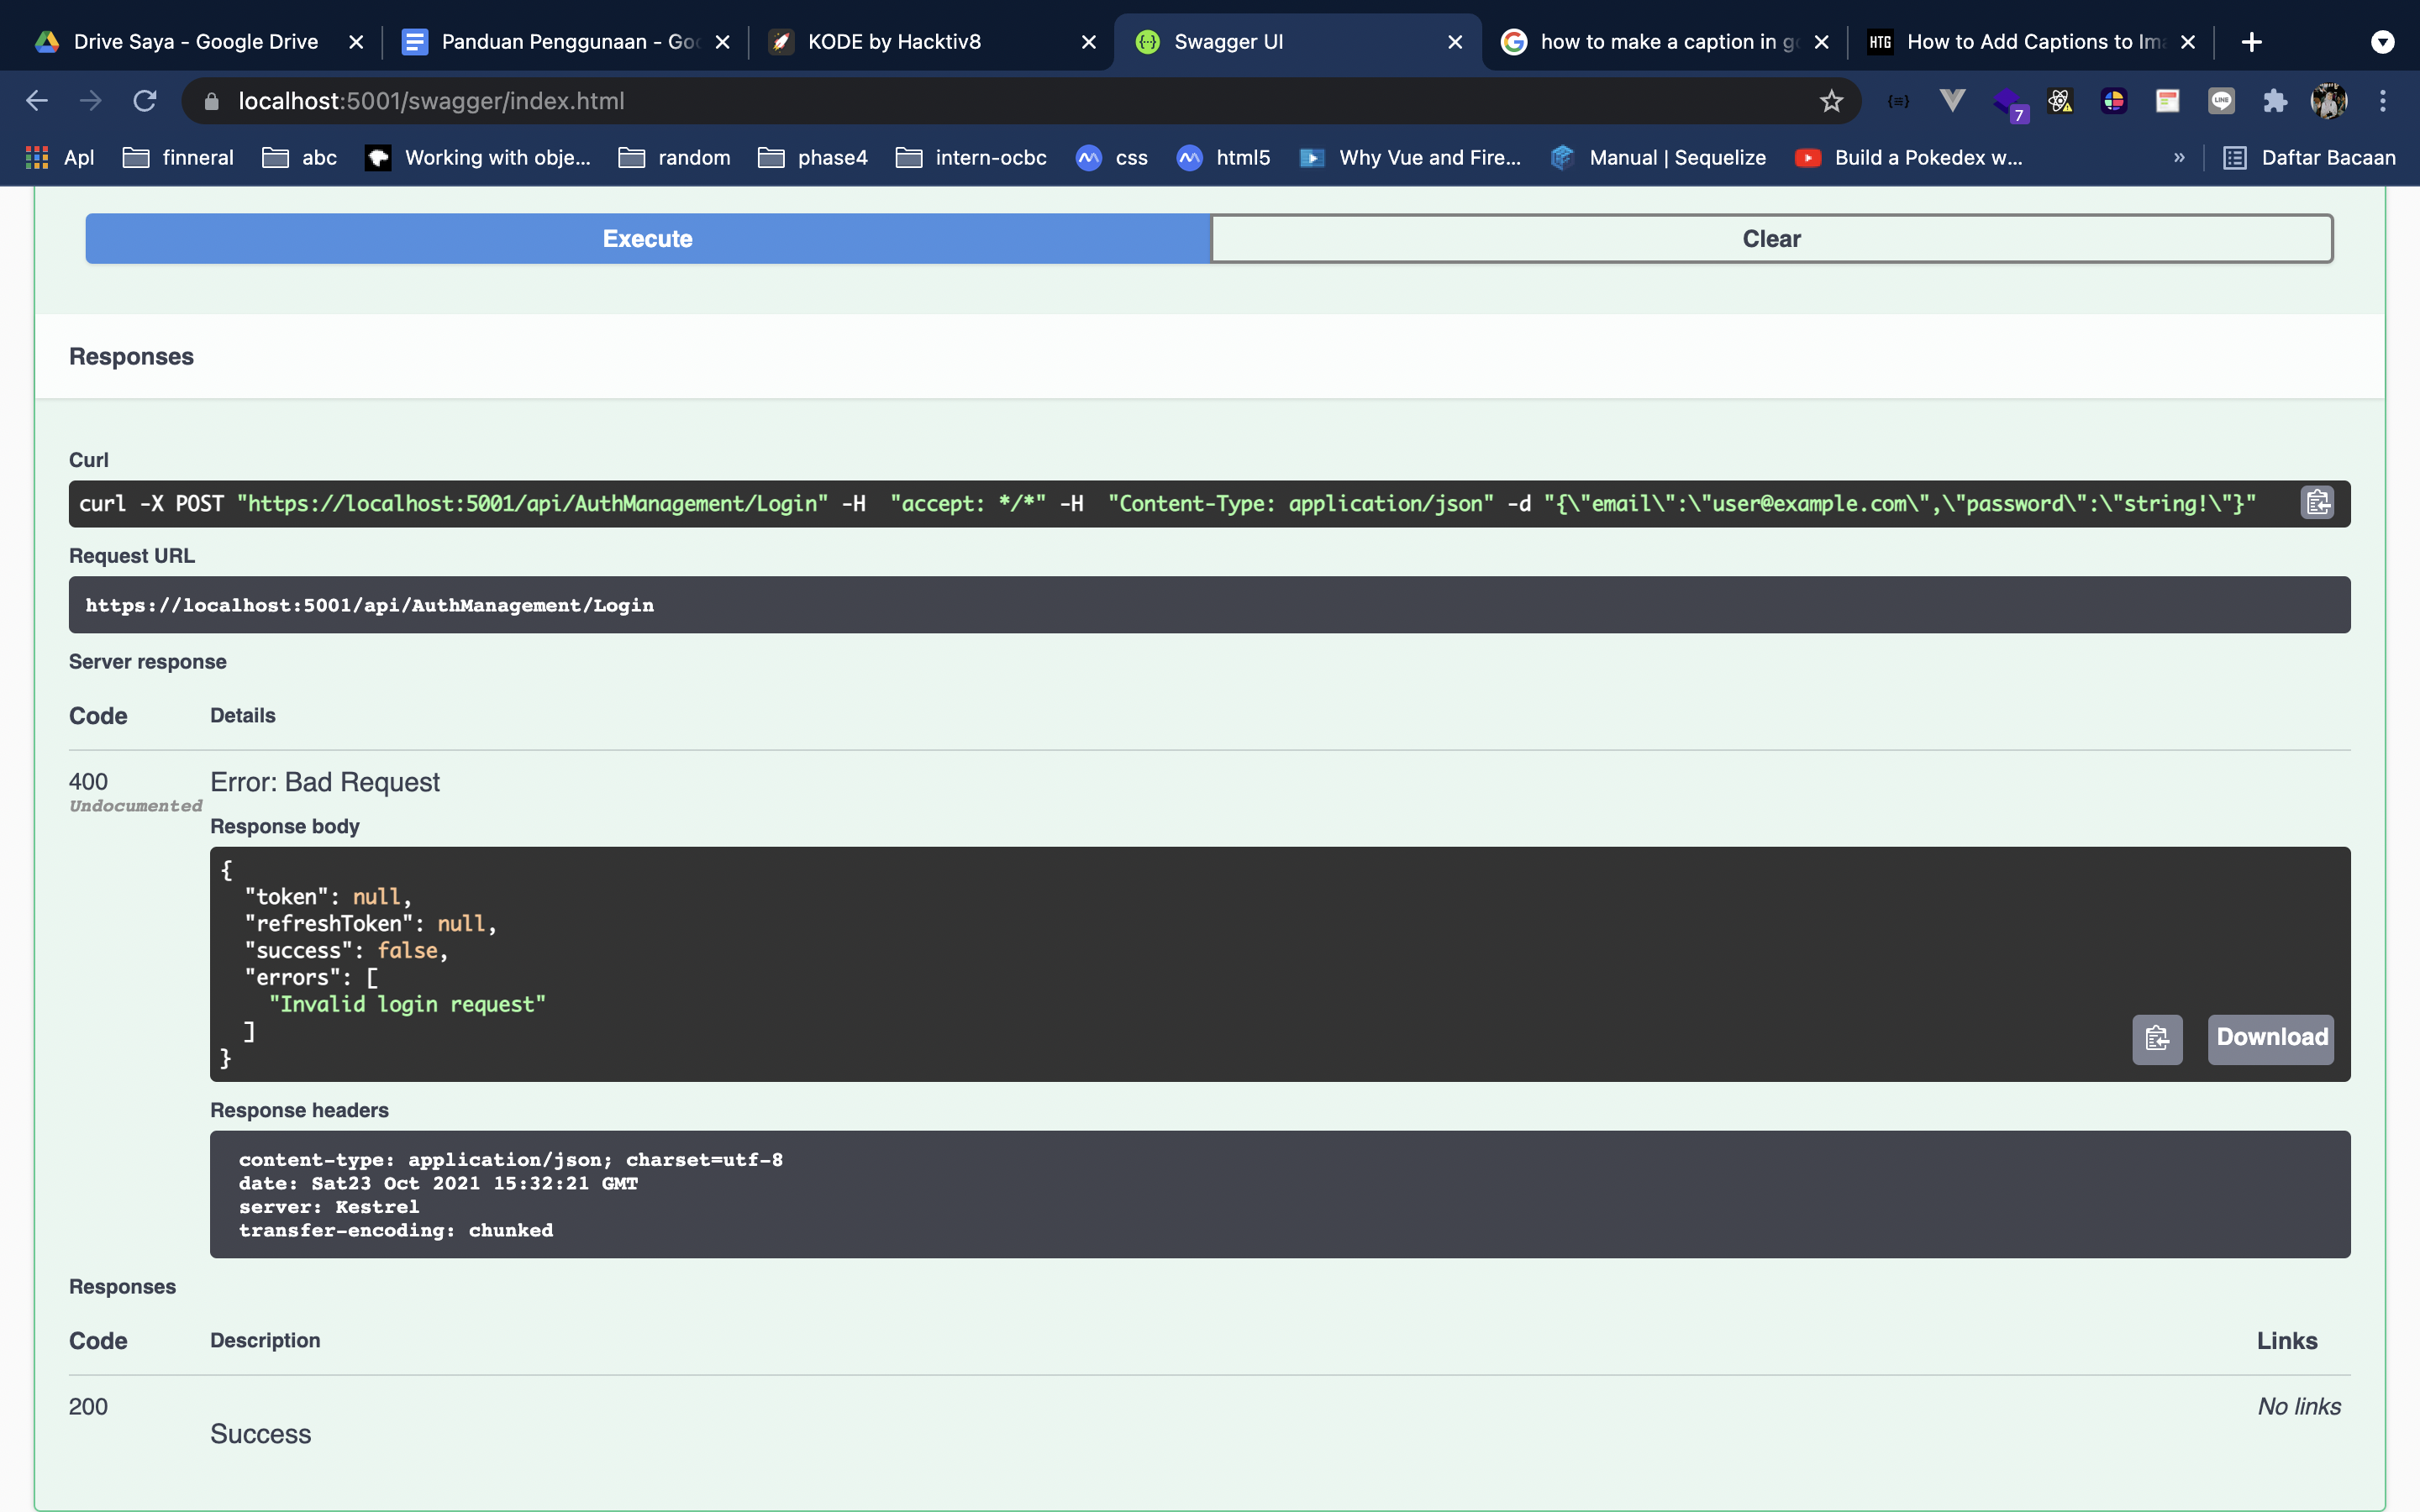 Drive Saya - Google Drive
Panduan Penggunaan - Goo
KODE by Hacktiv8
Swagger UI
how to make a caption in go
HTG How to Add Captions to Ima
localhost:5001/swagger/index.html
7
LINE
Apl
finneral
abc
Working with obje...
random
phase4
intern-ocbc
css
html5
Why Vue and Fire...
Manual | Sequelize
Build a Pokedex w...
»
Daftar Bacaan
Execute
Clear
Responses
Curl
curl -X POST "https://localhost:5001/api/AuthManagement/Login" -H  "accept: */*" -H  "Content-Type: application/json" -d "{\"email\":\"user@example.com\",\"password\":\"string!\"}"
Request URL
https://localhost:5001/api/AuthManagement/Login
Server response
Code Details
400 Error: Bad Request
Undocumented
Response body
{
  "token": null,
  "refreshToken": null,
  "success": false,
  "errors": [
    "Invalid login request"
  ]
}
Download
Response headers
content-type: application/json; charset=utf-8
date: Sat23 Oct 2021 15:32:21 GMT
server: Kestrel
transfer-encoding: chunked
Responses
Code Description Links
200 No links
Success